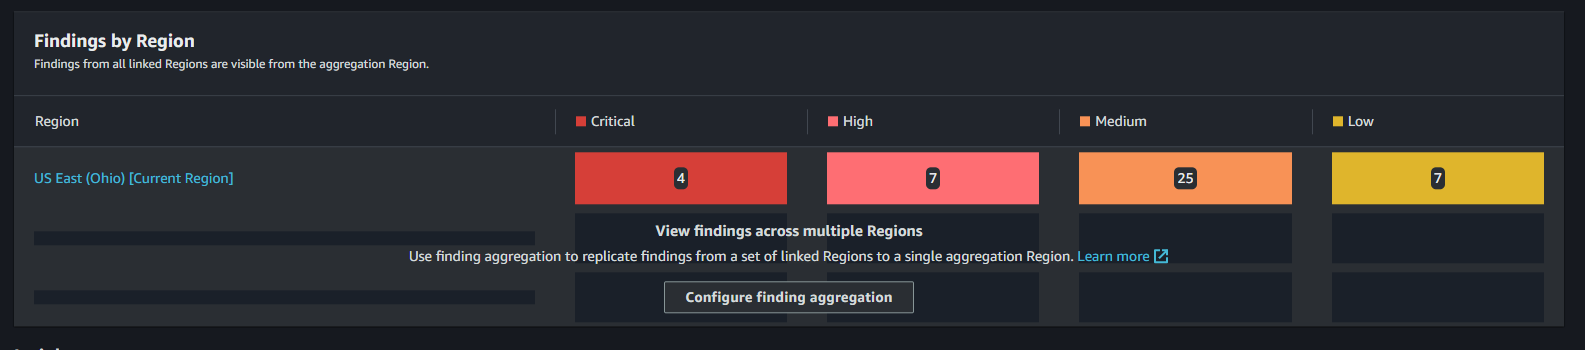 Findings by Region
Findings from all linked Regions are visible from the aggregation Region.
Region Critical High Medium Low
US East (Ohio) [Current Region] 4 7 25 7
View findings across multiple Regions
Use finding aggregation to replicate findings from a set of linked Regions to a single aggregation Region. Learn more
Configure finding aggregation